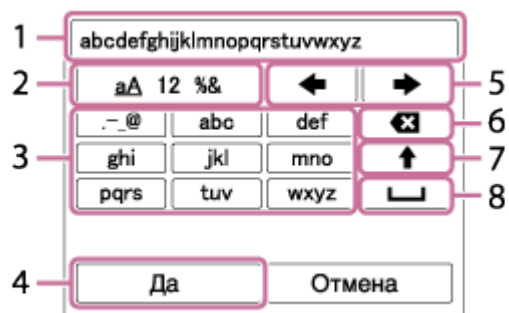 1 abcdefghijklmnopqrstuvwxyz
2 aA 12 %& 5
.-_@ abc def 6
3 ghi jkl mno 7
pqrs tuv wxyz 8
4 Да Отмена